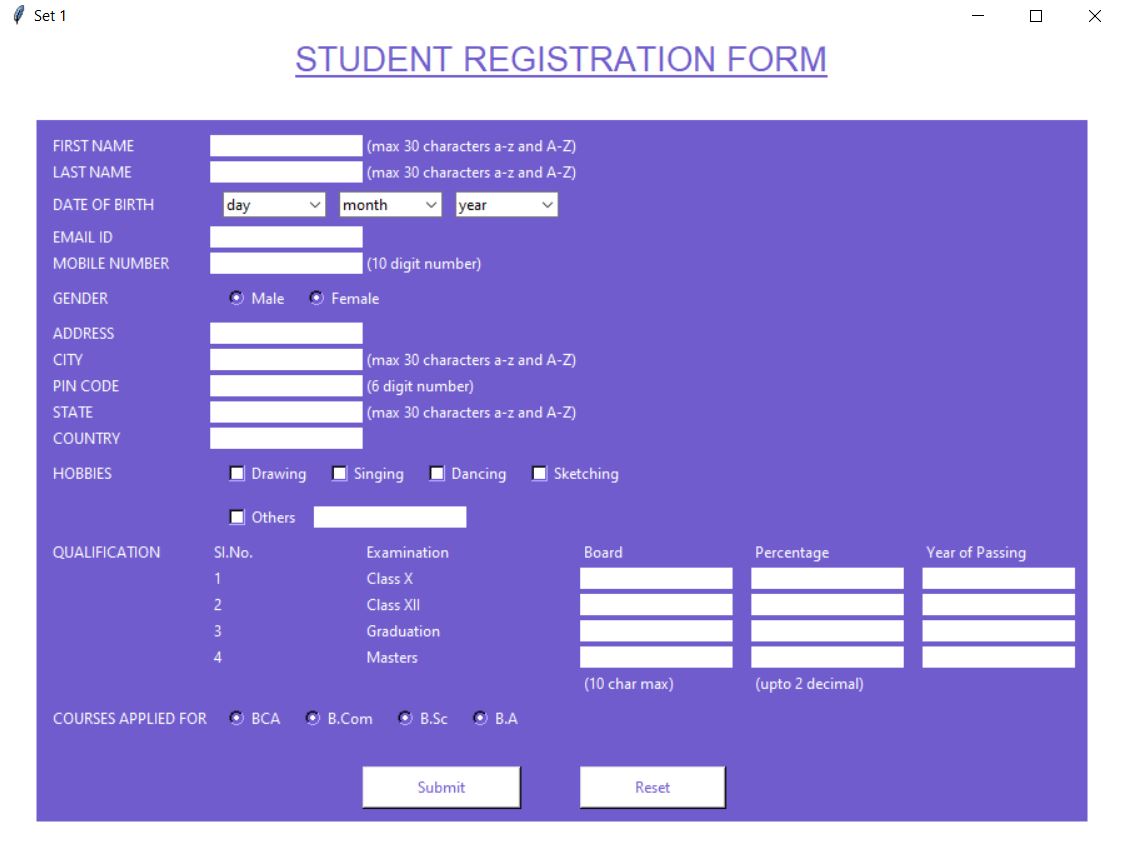 Set 1
STUDENT REGISTRATION FORM
FIRST NAME (max 30 characters a-z and A-Z)
LAST NAME (max 30 characters a-z and A-Z)
DATE OF BIRTH day month year
EMAIL ID
MOBILE NUMBER (10 digit number)
GENDER Male Female
ADDRESS
CITY (max 30 characters a-z and A-Z)
PIN CODE (6 digit number)
STATE (max 30 characters a-z and A-Z)
COUNTRY
HOBBIES Drawing Singing Dancing Sketching
Others
QUALIFICATION Sl.No. Examination Board Percentage Year of Passing
1 Class X
2 Class XII
3 Graduation
4 Masters
(10 char max) (upto 2 decimal)
COURSES APPLIED FOR BCA B.Com B.Sc B.A
Submit Reset